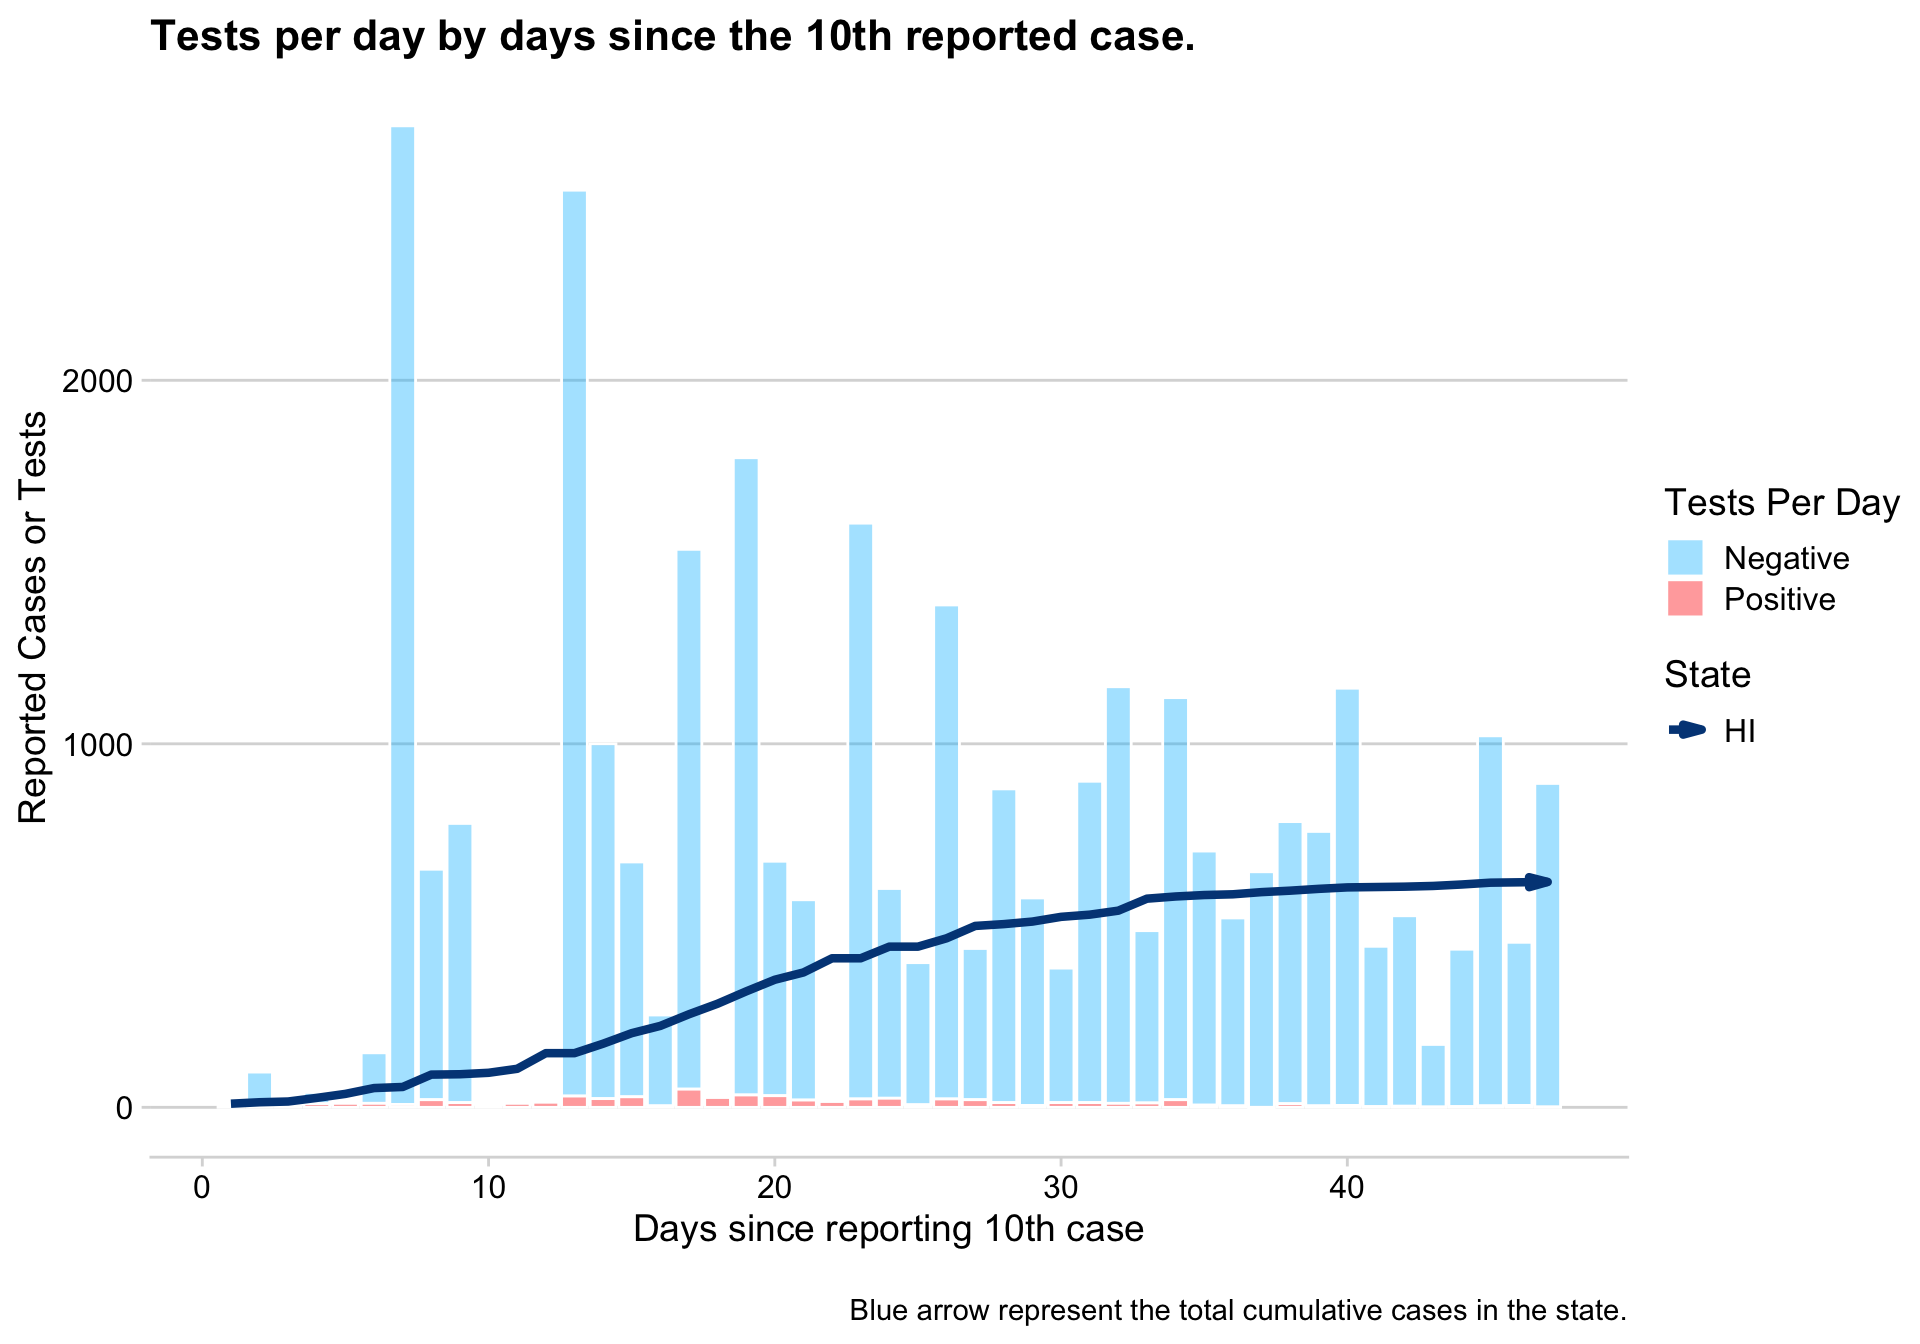 Tests per day by days since the 10th reported case.
Reported Cases or Tests
2000
1000
0
0 10 20 30 40
Days since reporting 10th case
Tests Per Day
Negative
Positive
State
HI
Blue arrow represent the total cumulative cases in the state.